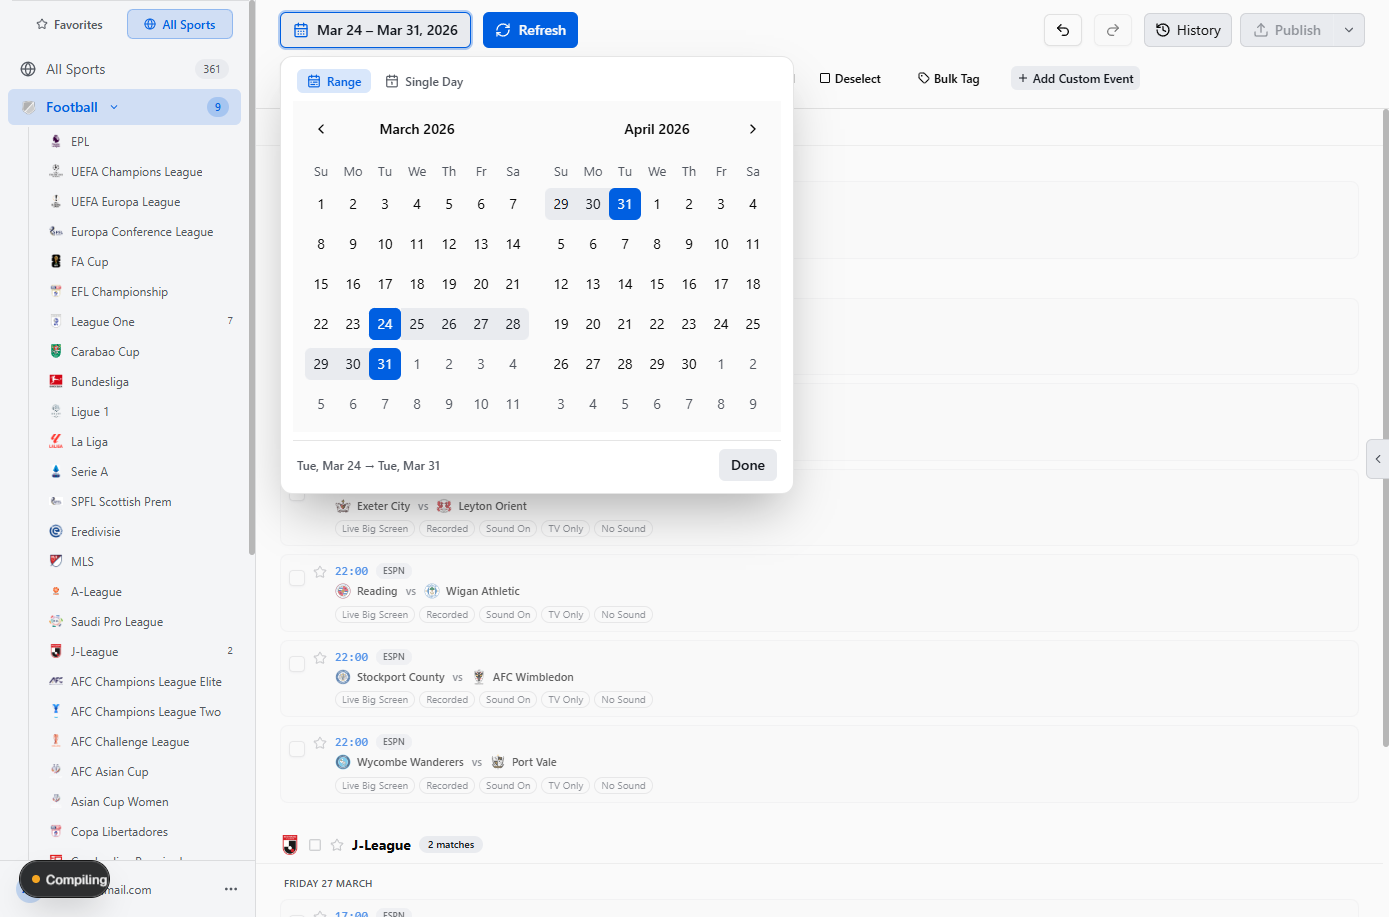 Favorites
All Sports
All Sports 361
Football 9
EPL
UEFA Champions League
UEFA Europa League
Europa Conference League
FA Cup
EFL Championship
League One 7
Carabao Cup
Bundesliga
Ligue 1
La Liga
Serie A
SPFL Scottish Prem
Eredivisie
MLS
A-League
Saudi Pro League
J-League 2
AFC Champions League Elite
AFC Champions League Two
AFC Challenge League
AFC Asian Cup
Asian Cup Women
Copa Libertadores
Compiling
mail.com
Mar 24 – Mar 31, 2026
Refresh
History
Publish
Deselect
Bulk Tag
+ Add Custom Event
Range
Single Day
March 2026
Su Mo Tu We Th Fr Sa
1 2 3 4 5 6 7
8 9 10 11 12 13 14
15 16 17 18 19 20 21
22 23 24 25 26 27 28
29 30 31 1 2 3 4
5 6 7 8 9 10 11
April 2026
Su Mo Tu We Th Fr Sa
29 30 31 1 2 3 4
5 6 7 8 9 10 11
12 13 14 15 16 17 18
19 20 21 22 23 24 25
26 27 28 29 30 1 2
3 4 5 6 7 8 9
Tue, Mar 24 → Tue, Mar 31
Done
Exeter City vs Leyton Orient
Live Big Screen Recorded Sound On TV Only No Sound
22:00 ESPN
Reading vs Wigan Athletic
Live Big Screen Recorded Sound On TV Only No Sound
22:00 ESPN
Stockport County vs AFC Wimbledon
Live Big Screen Recorded Sound On TV Only No Sound
22:00 ESPN
Wycombe Wanderers vs Port Vale
Live Big Screen Recorded Sound On TV Only No Sound
J-League 2 matches
FRIDAY 27 MARCH
17:00 ESPN